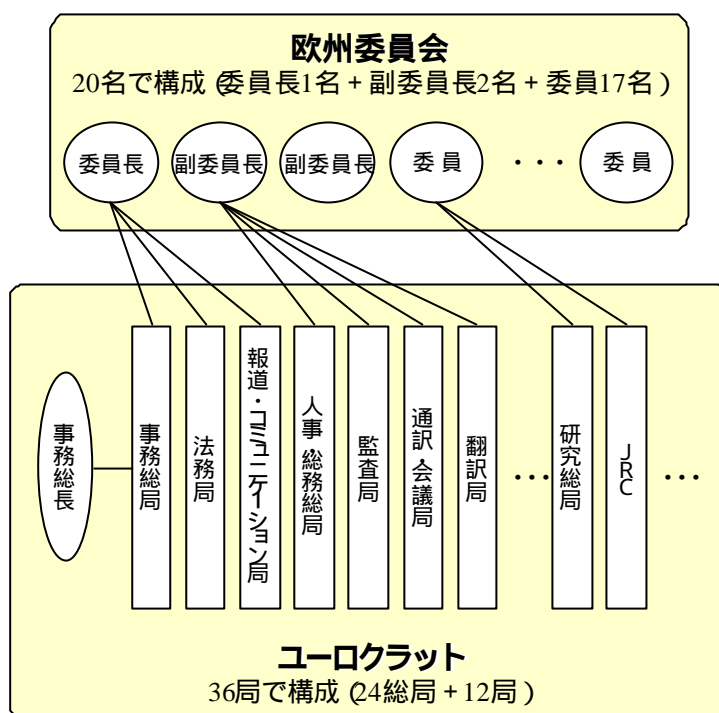 欧州委員会
20名で構成(委員長1名+副委員長2名+委員17名)
委員長
副委員長
副委員長
委員
・・・
委員
事務総長
事務総局
法務局
報道・コミュニケーション局
人事・総務総局
監査局
通訳・会議局
翻訳局
・・・
研究総局
JRC
・・・
ユーロクラット
36局で構成(24総局+12局)